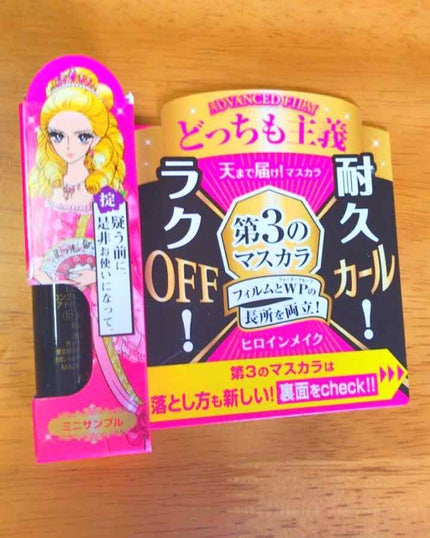 掟
疑う前に、
是非お使いになって。
ミニサンプル
ADVANCED FILM
どっちも主義
天まで届け!マスカラ
ラクOFF!
耐久カール!
第3の
マスカラ
フィルムとWPの
長所を両立!
ヒロインメイク
第3のマスカラは
落とし方も新しい!裏面をcheck!!